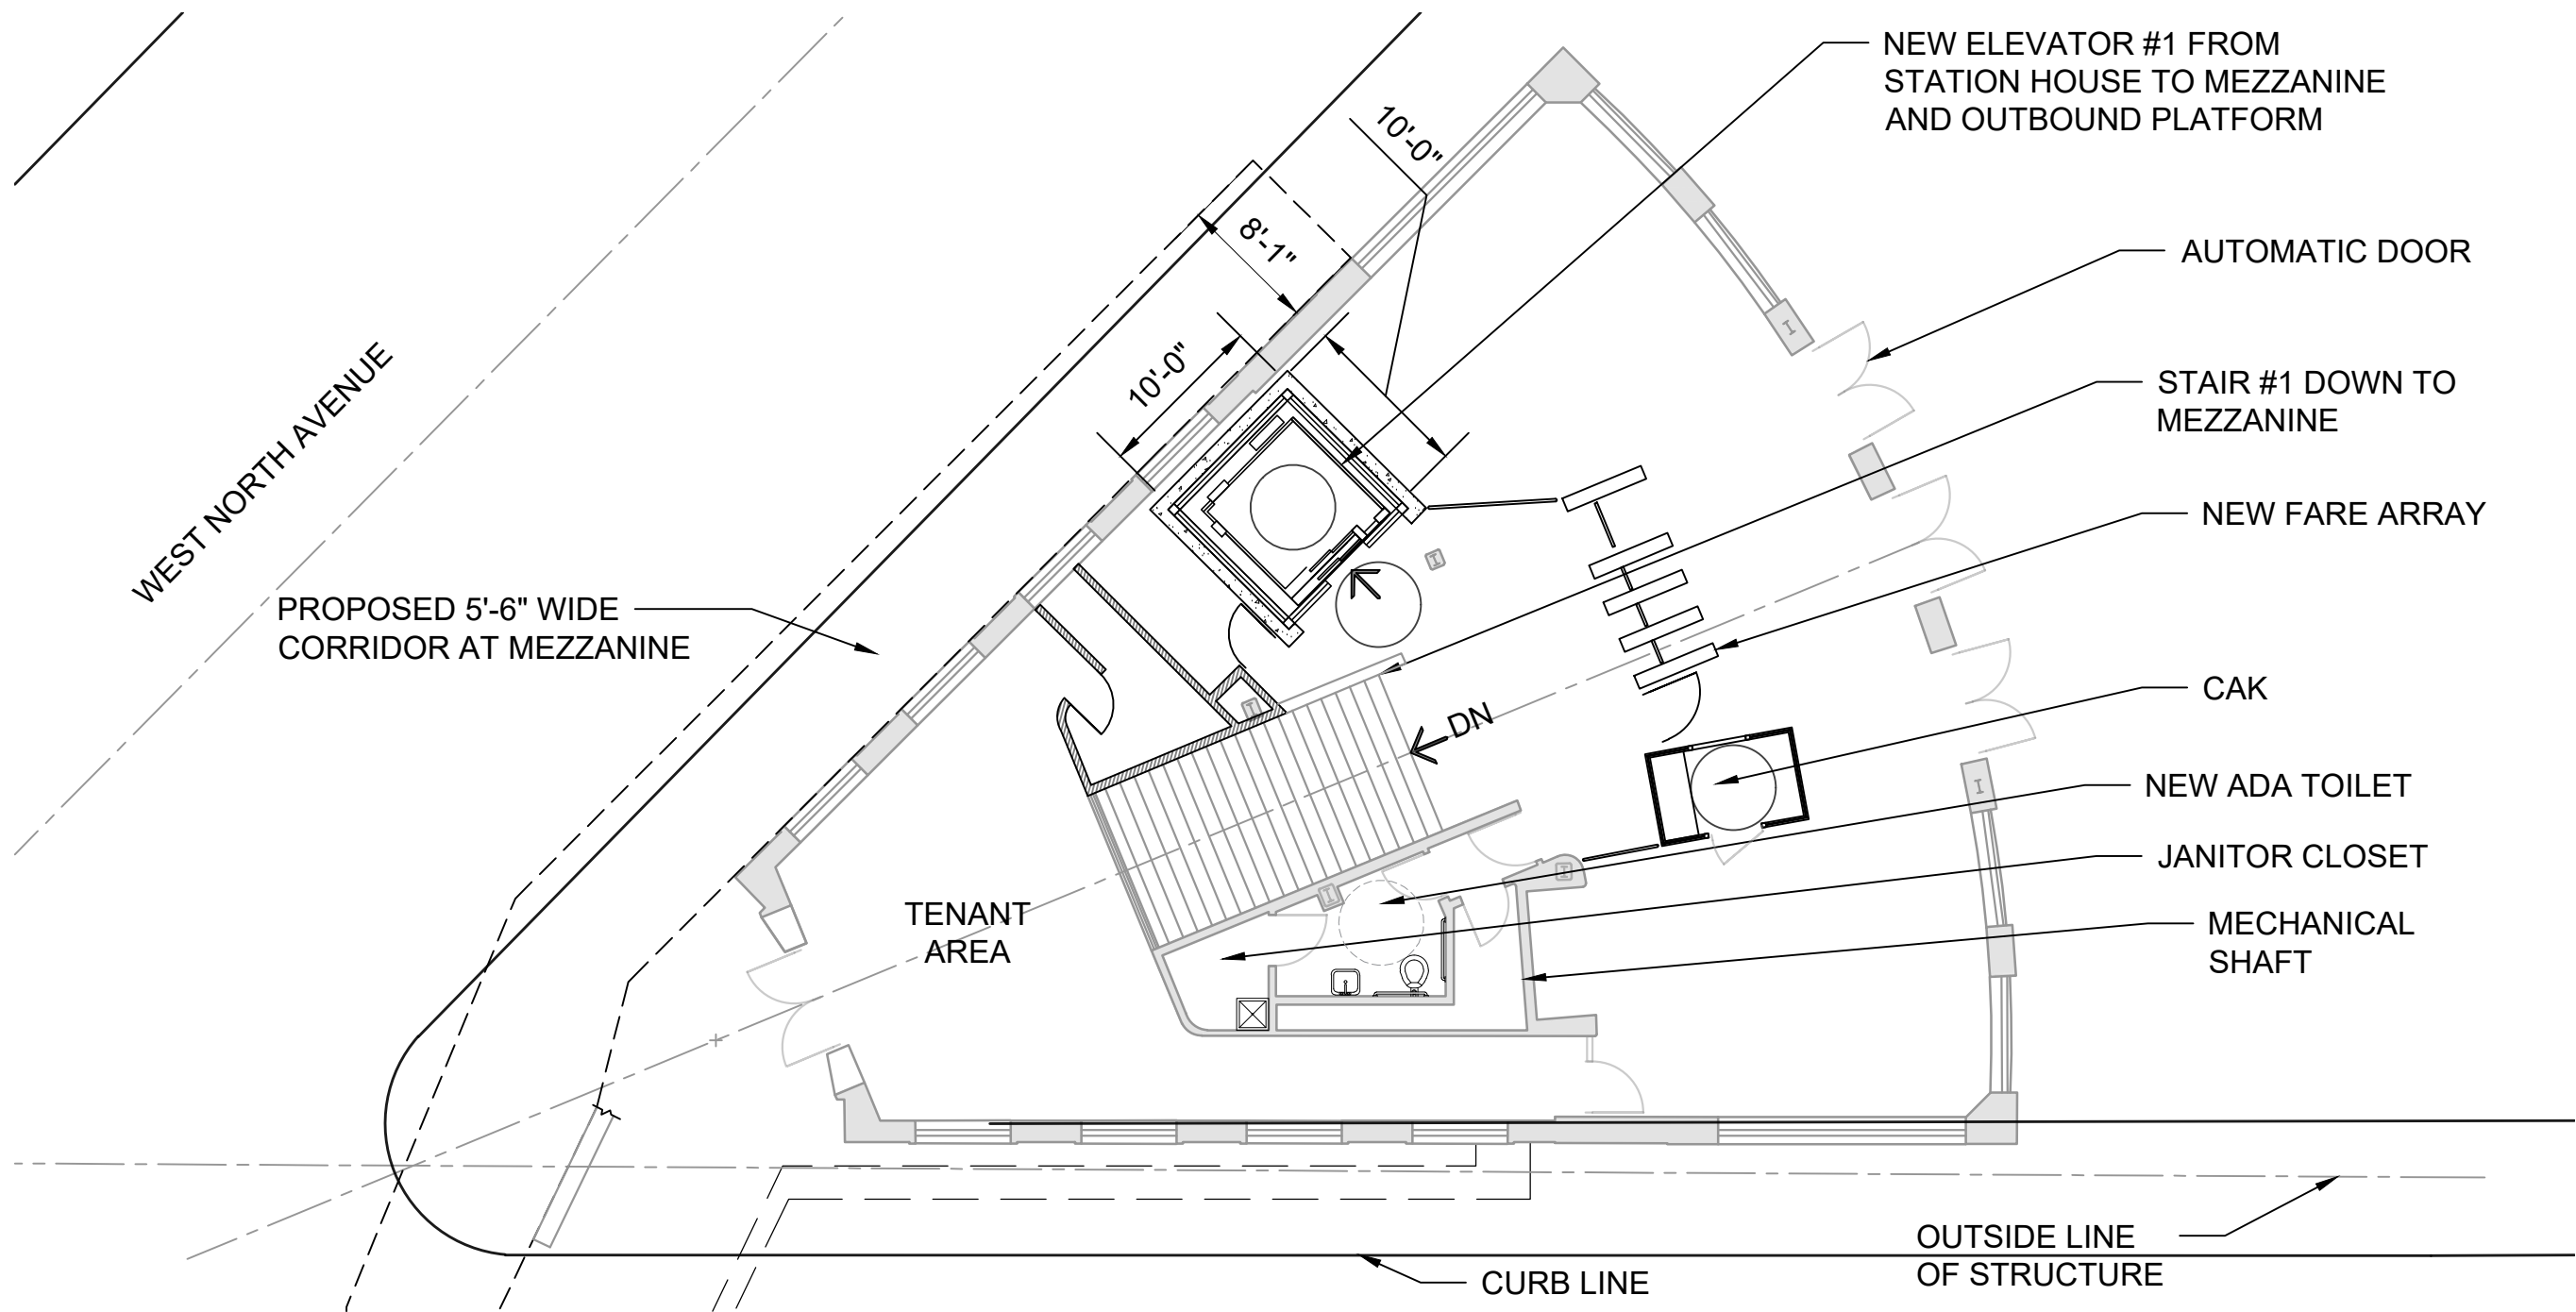 NEW ELEVATOR #1 FROM
STATION HOUSE TO MEZZANINE
AND OUTBOUND PLATFORM
10'-0"
8'-1"
10'-0"
AUTOMATIC DOOR
STAIR #1 DOWN TO
MEZZANINE
NEW FARE ARRAY
WEST NORTH AVENUE
PROPOSED 5'-6" WIDE
CORRIDOR AT MEZZANINE
CAK
DN
NEW ADA TOILET
JANITOR CLOSET
MECHANICAL
SHAFT
TENANT
AREA
OUTSIDE LINE
OF STRUCTURE
CURB LINE